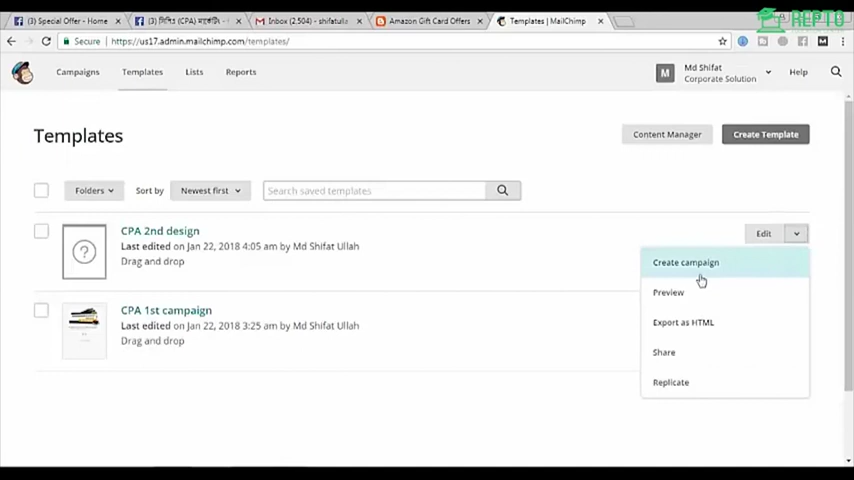 (3) Special Offer - Home
(3) সিপিএ (CPA) মার্কেটিং -
Inbox (2,504) - shifatulla
Amazon Gift Card Offers
Templates | MailChimp
REPTO
Secure
https://us17.admin.mailchimp.com/templates/
Campaigns
Templates
Lists
Reports
M
Md Shifat
Corporate Solution
Help
Templates
Content Manager
Create Template
Folders
Sort by
Newest first
Search saved templates
CPA 2nd design
Last edited on Jan 22, 2018 4:05 am by Md Shifat Ullah
Drag and drop
Edit
Create campaign
Preview
Export as HTML
Share
Replicate
CPA 1st campaign
Last edited on Jan 22, 2018 3:25 am by Md Shifat Ullah
Drag and drop